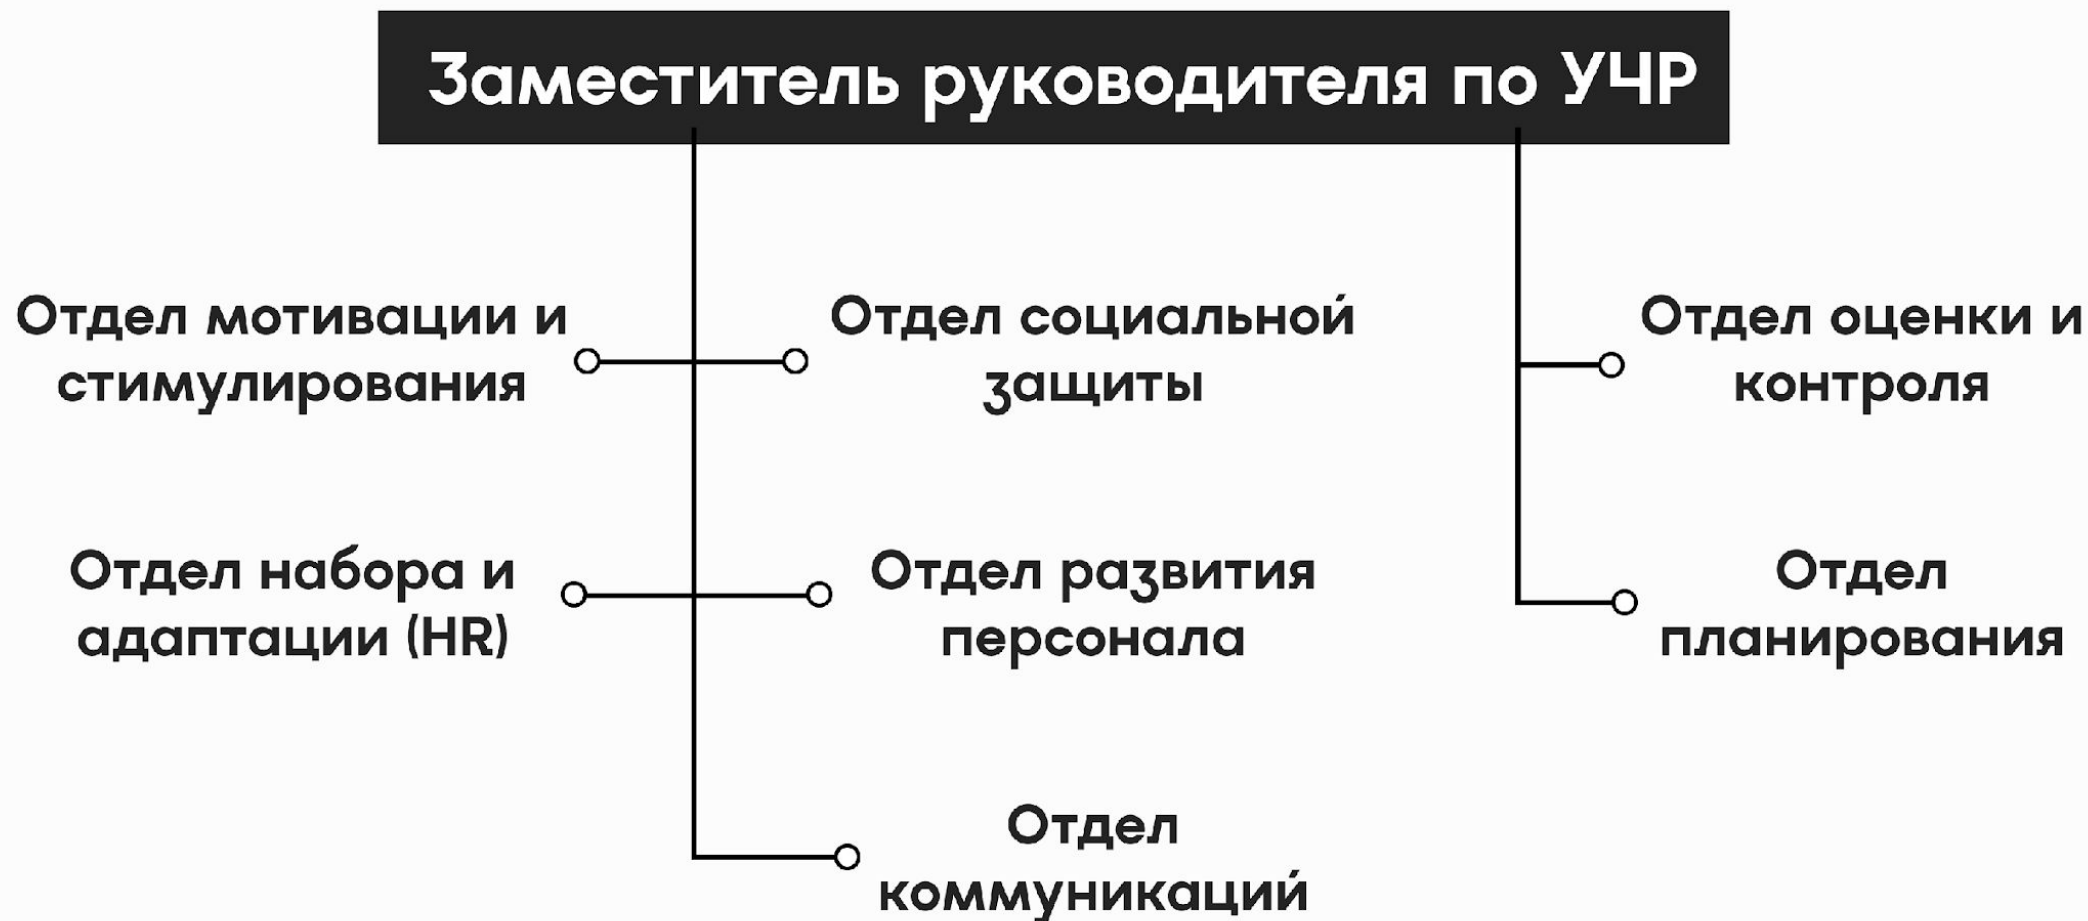 Заместитель руководителя по УЧР
Отдел мотивации и
стимулирования
Отдел социальной
защиты
Отдел оценки и
контроля
Отдел набора и
адаптации (HR)
Отдел развития
персонала
Отдел
планирования
Отдел
коммуникаций